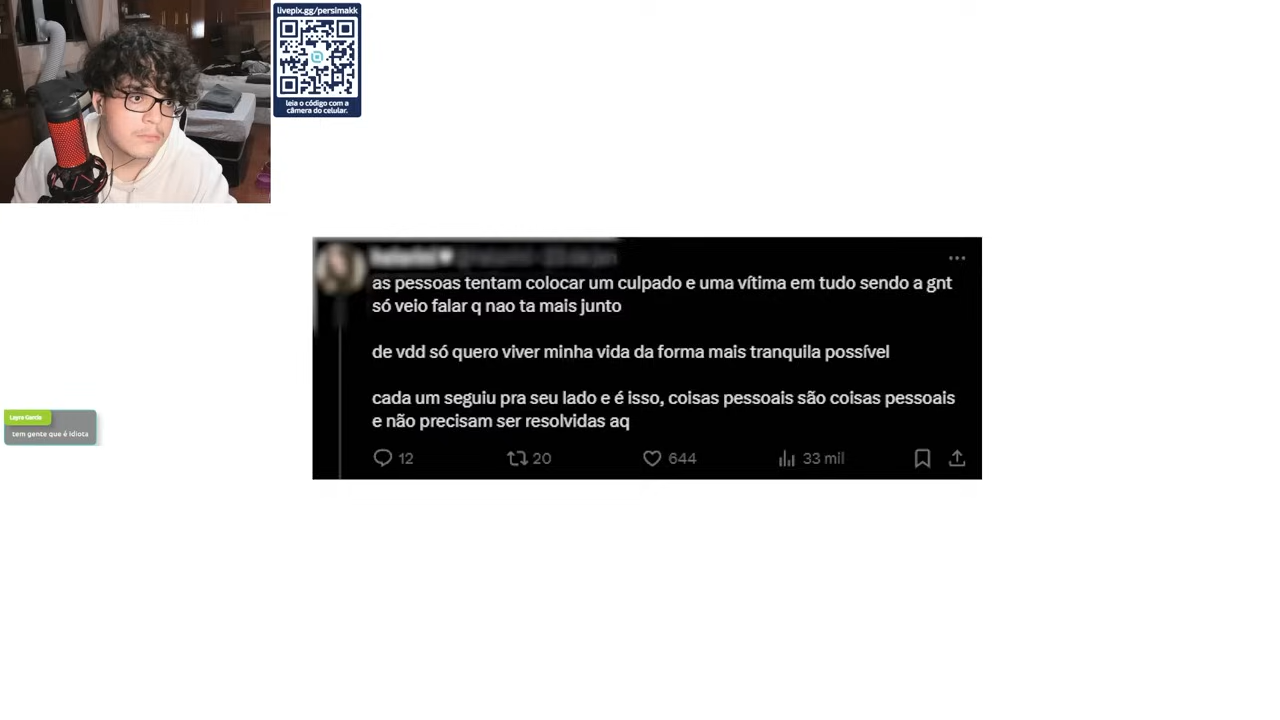 livepix.gg/persimakk
leia o código com a
câmera do celular.
as pessoas tentam colocar um culpado e uma vítima em tudo sendo a gnt
só veio falar q nao ta mais junto
de vdd só quero viver minha vida da forma mais tranquila possível
cada um seguiu pra seu lado e é isso, coisas pessoais são coisas pessoais
e não precisam ser resolvidas aq
12 20 644 33 mil
tem gente que é idiota